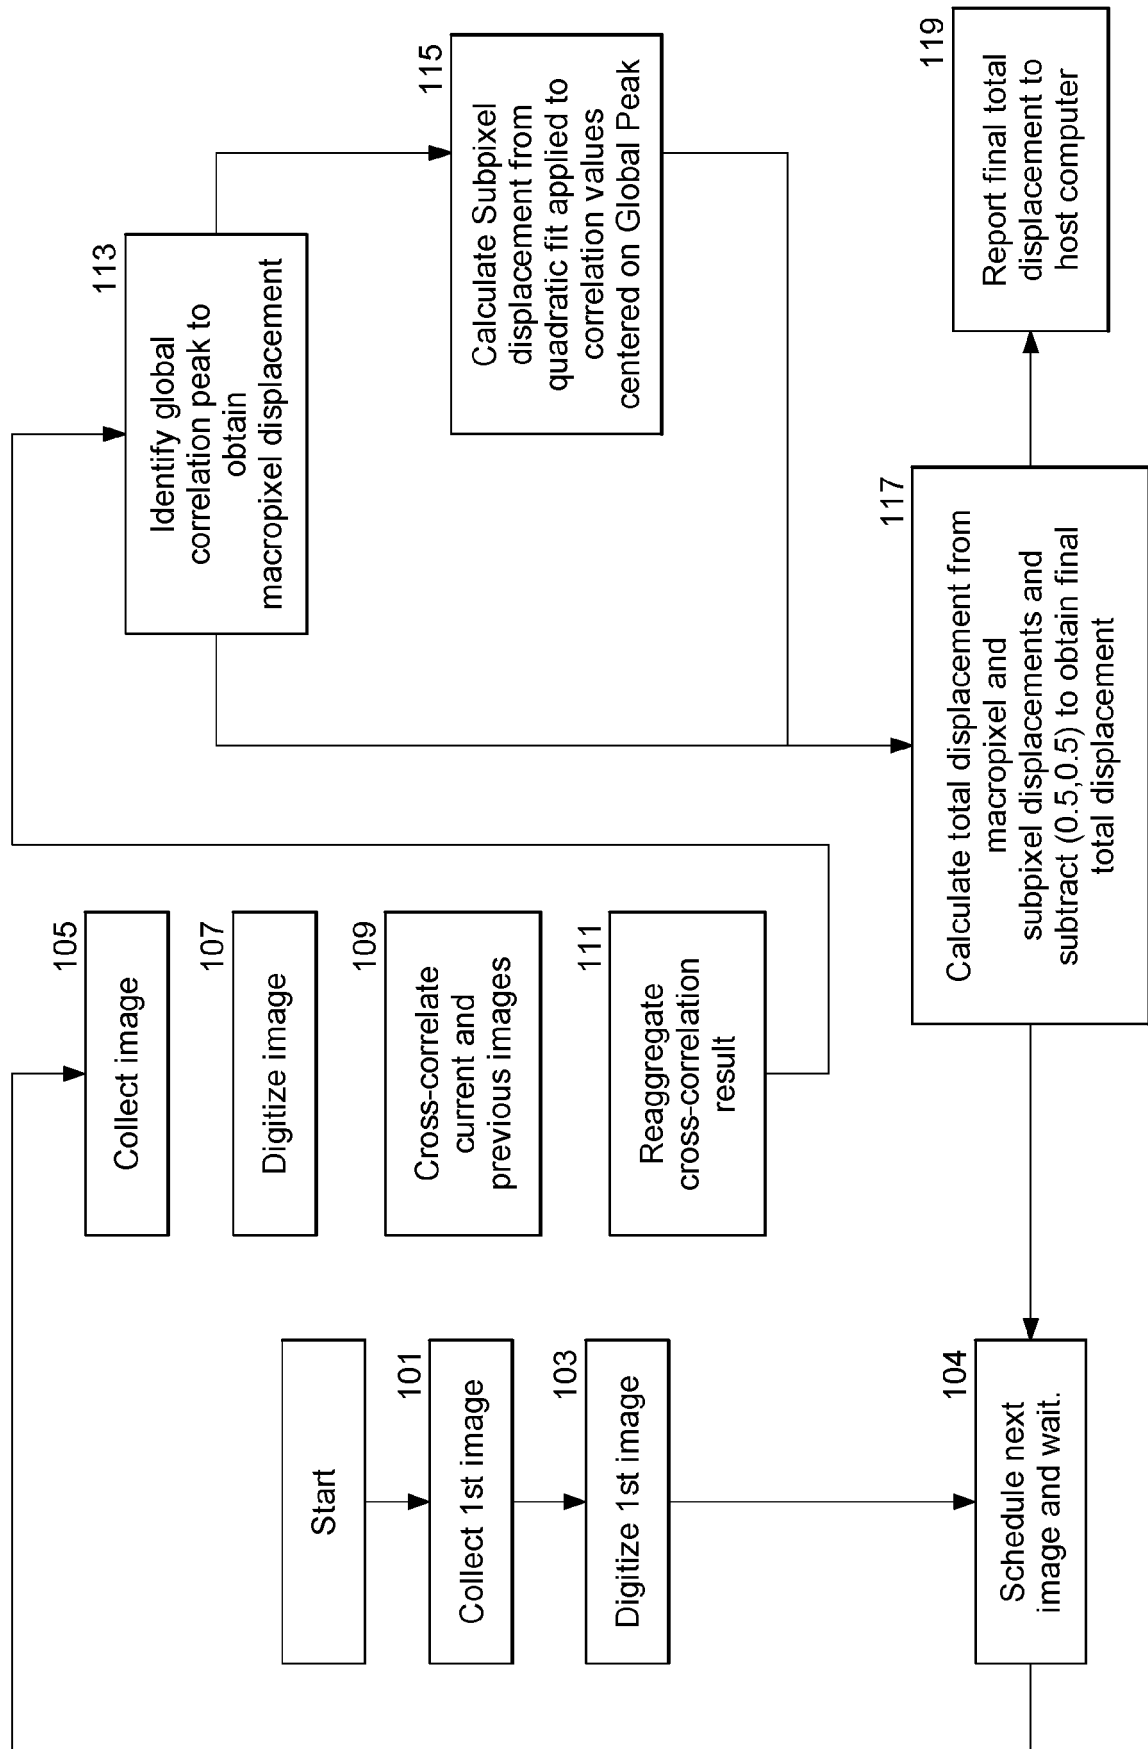 Start
101
Collect 1st image
103
Digitize 1st image
104
Schedule next
image and wait.
105
Collect image
107
Digitize image
109
Cross-correlate
current and
previous images
111
Reaggregate
cross-correlation
result
113
Identify global
correlation peak to
obtain
macropixel displacement
115
Calculate Subpixel
displacement from
quadratic fit applied to
correlation values
centered on Global Peak
117
Calculate total displacement from
macropixel and
subpixel displacements and
subtract (0.5,0.5) to obtain final
total displacement
119
Report final total
displacement to
host computer